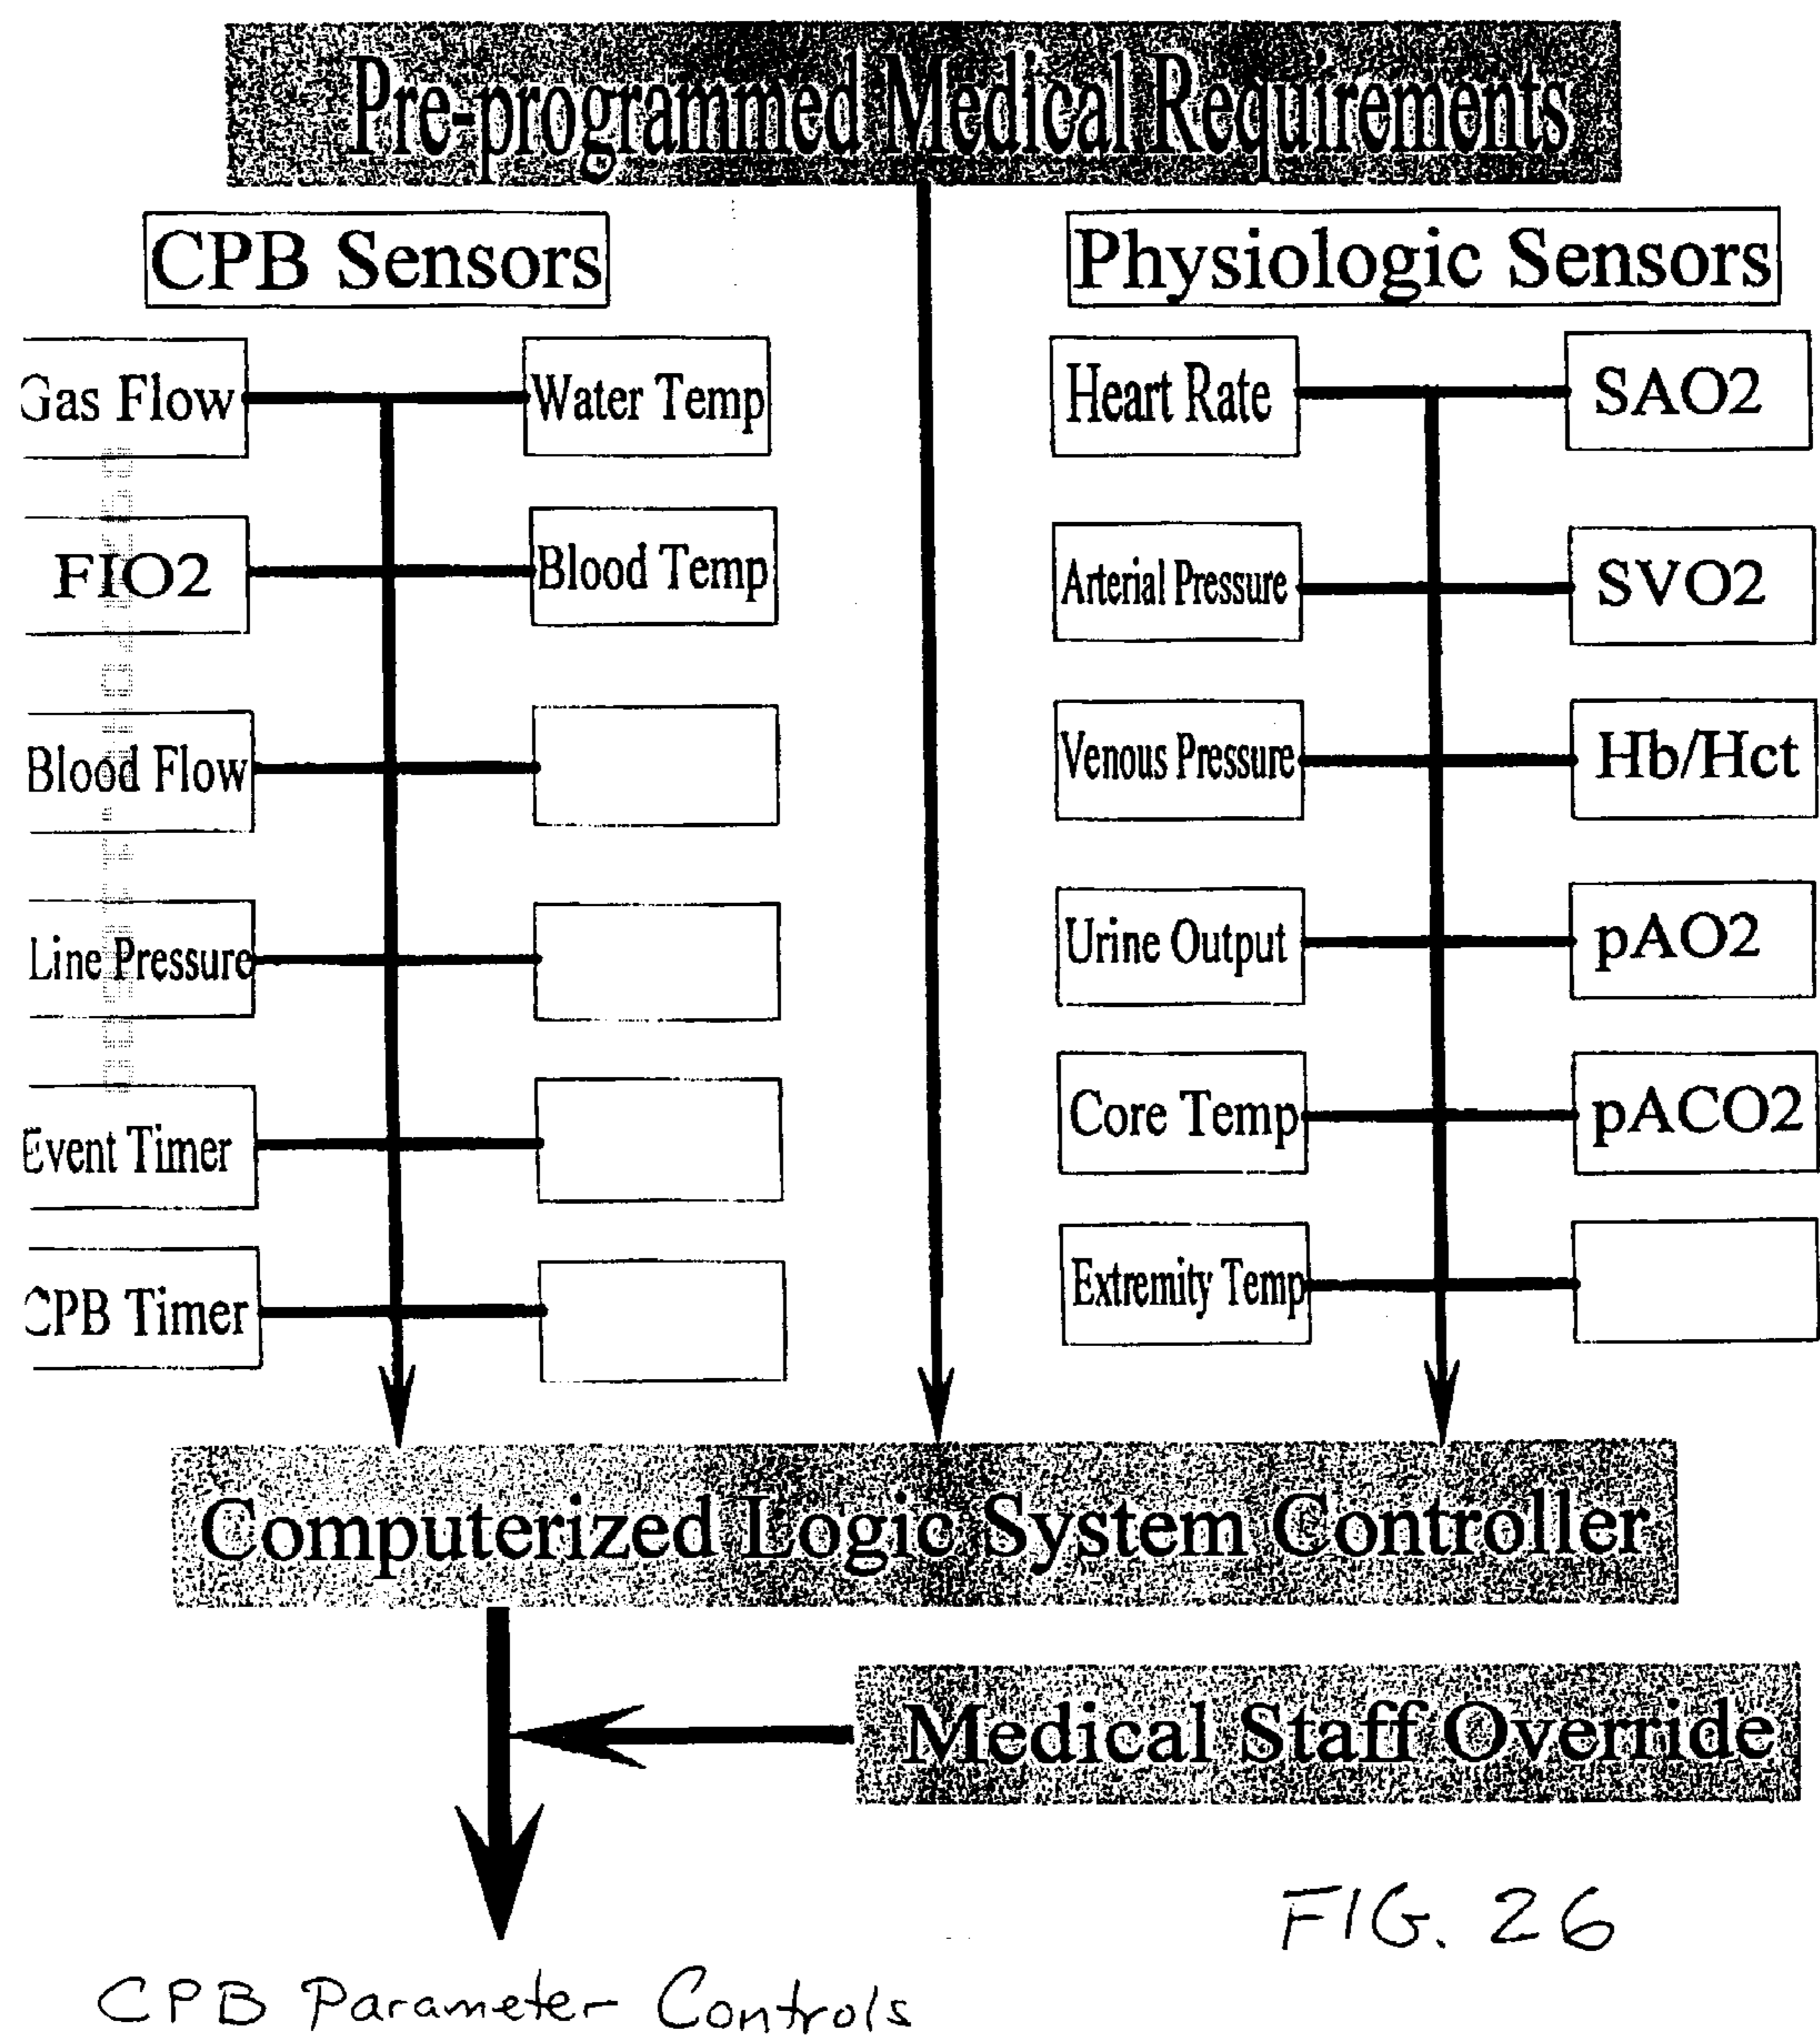 Pre-programmed Medical Requirements
CPB Sensors
Physiologic Sensors
Gas Flow
Water Temp
Heart Rate
SAO2
FIO2
Blood Temp
Arterial Pressure
SVO2
Blood Flow
Venous Pressure
Hb/Hct
Line Pressure
Urine Output
pAO2
Event Timer
Core Temp
pACO2
CPB Timer
Extremity Temp
Computerized Logic System Controller
Medical Staff Override
FIG. 26
CPB Parameter Controls